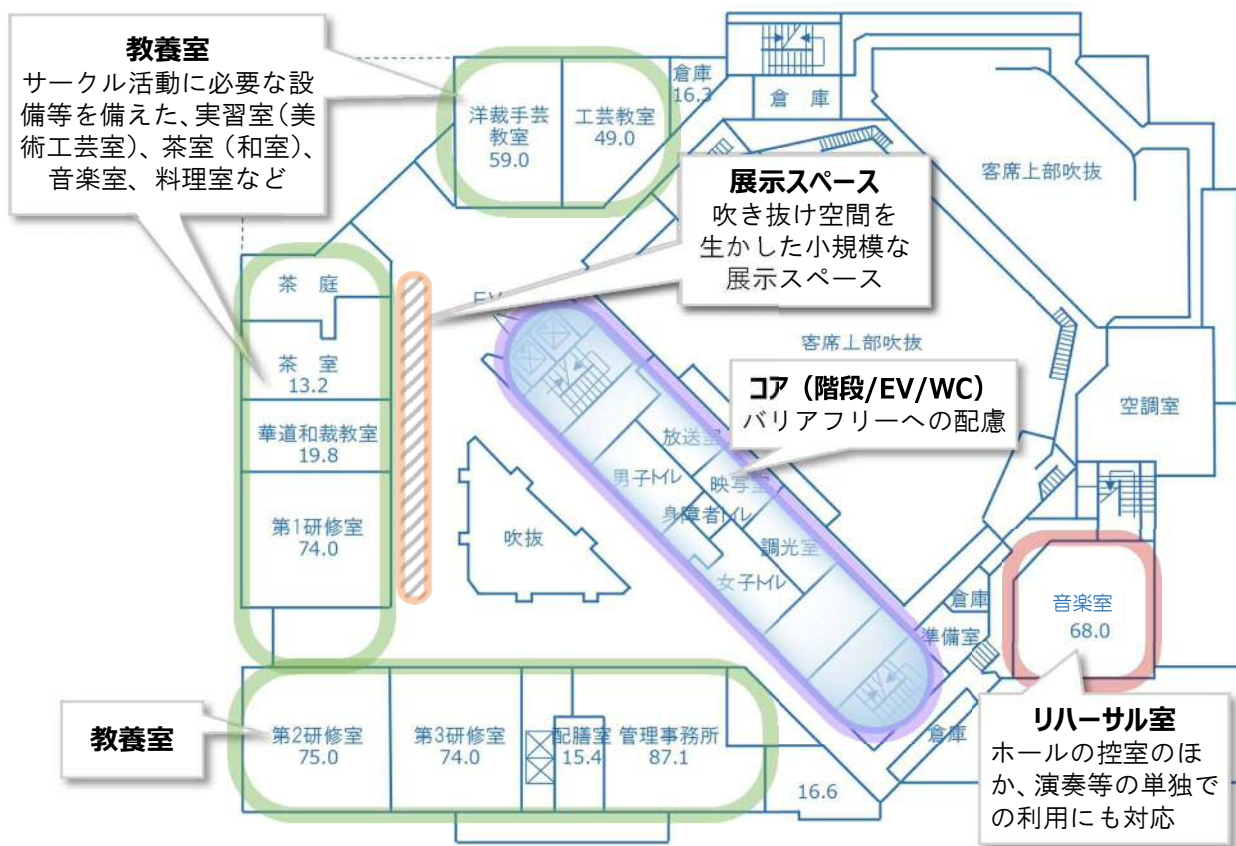 教養室
サークル活動に必要な設
備等を備えた、実習室（美
術工芸室）、茶室（和室）、
音楽室、料理室など
洋裁手芸
教室
59.0
工芸教室
49.0
倉庫
16.3
倉　庫
客席上部吹抜
展示スペース
吹き抜け空間を
生かした小規模な
展示スペース
茶　庭
EV
客席上部吹抜
茶　室
13.2
コア（階段/EV/WC）
バリアフリーへの配慮
空調室
華道和裁教室
19.8
放送室
男子トイレ
映写室
身障者トイレ
第1研修室
74.0
吹抜
調光室
女子トイレ
倉庫
準備室
音楽室
68.0
教養室
第2研修室
75.0
第3研修室
74.0
配膳室
15.4
管理事務所
87.1
16.6
倉庫
リハーサル室
ホールの控室のほ
か、演奏等の単独で
の利用にも対応